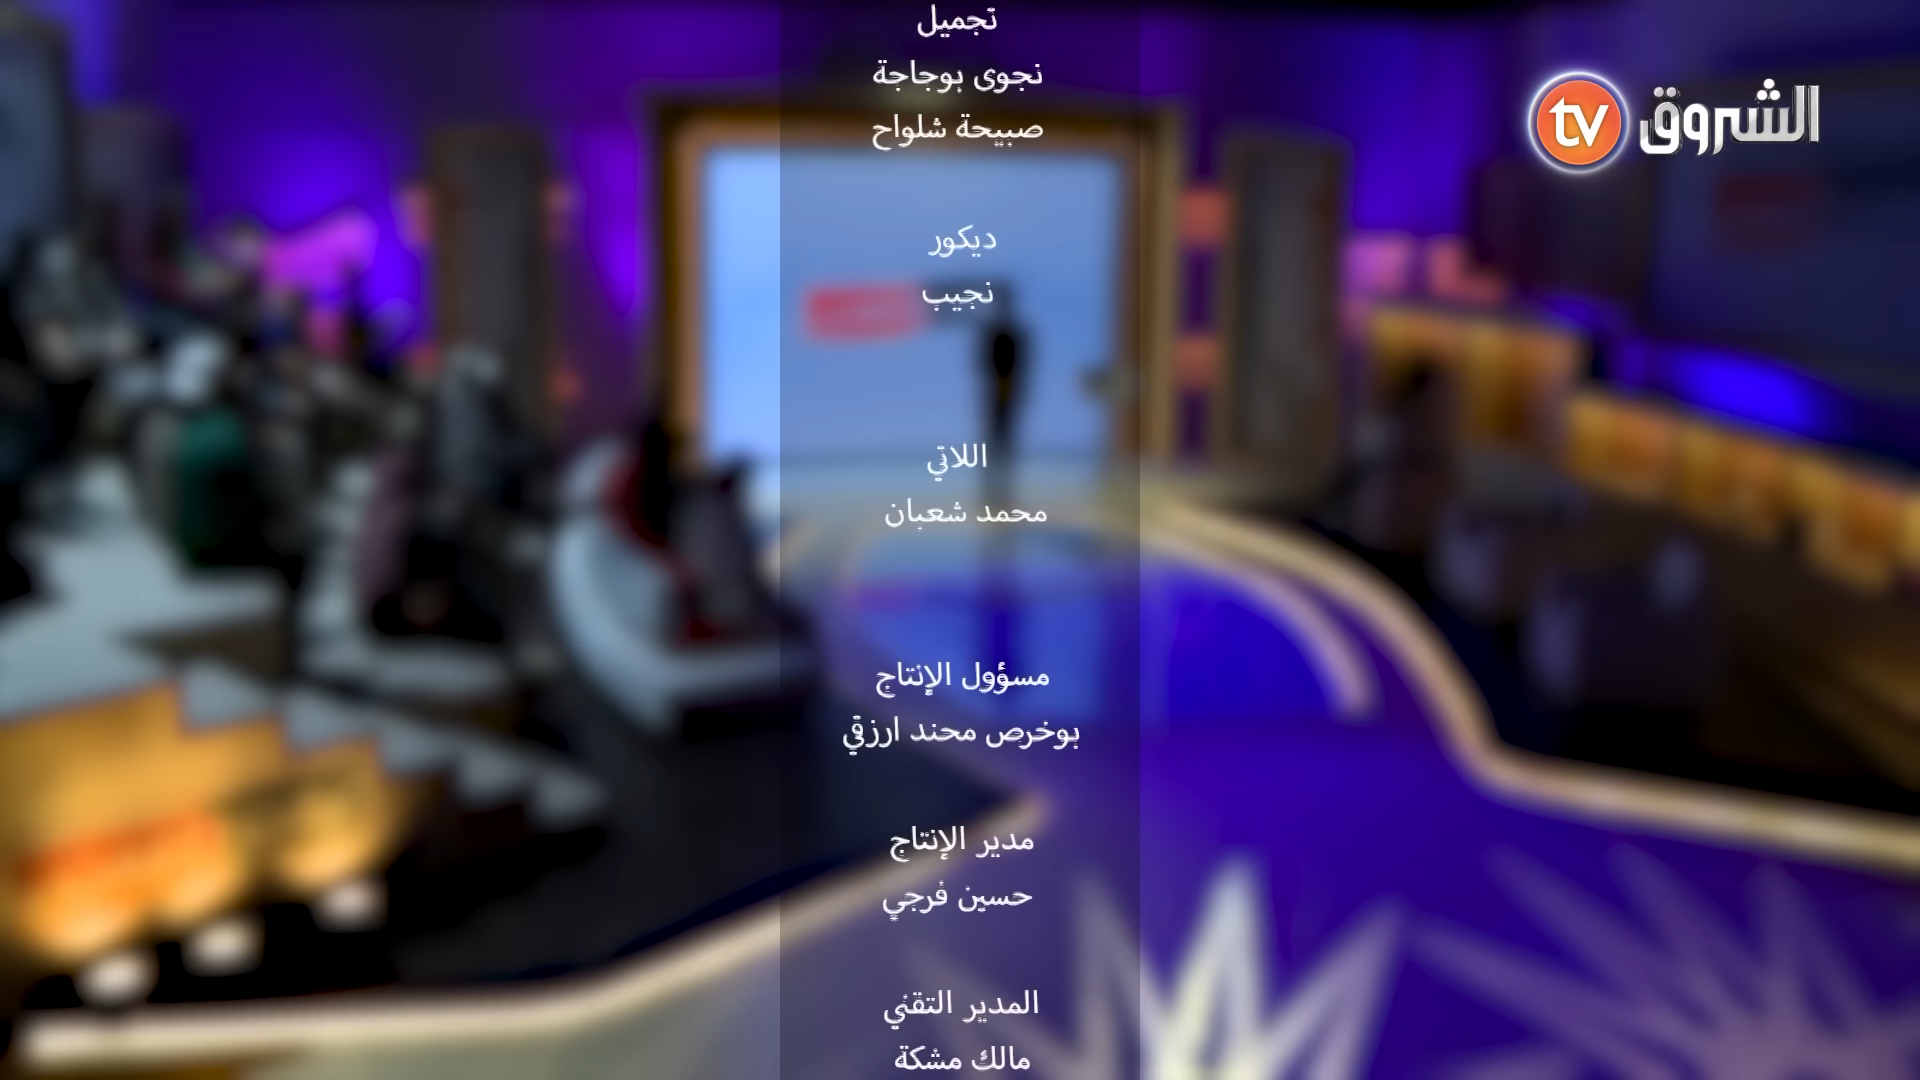 تجميل
نجوى بوجاجة
صبيحة شلواح
الشروق tv
ديكور
نجيب
اللاتي
محمد شعبان
مسؤول الإنتاج
بوخرص محند ارزقي
مدير الإنتاج
حسين فرجي
المدير التقني
مالك مشكة